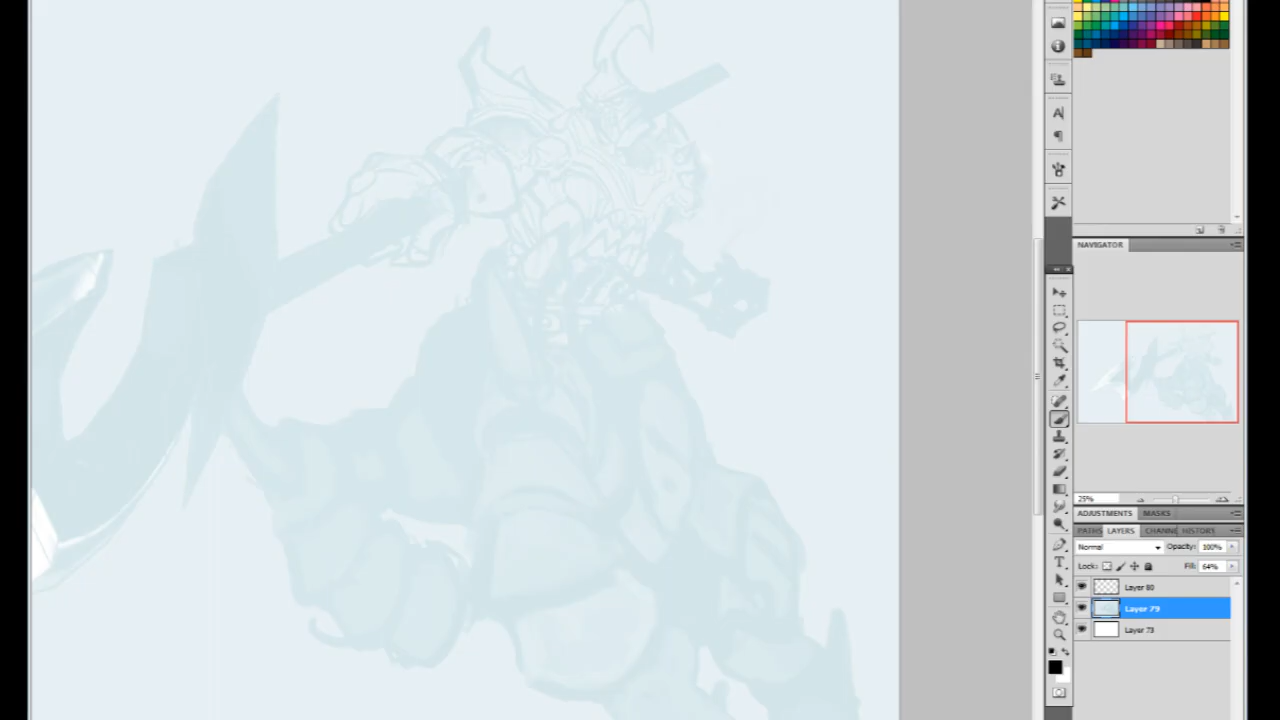 NAVIGATOR
25%
ADJUSTMENTS MASKS
PATHS LAYERS CHANNE HISTORY
Normal Opacity: 100%
Lock: Fill: 64%
Layer 80
Layer 79
Layer 73